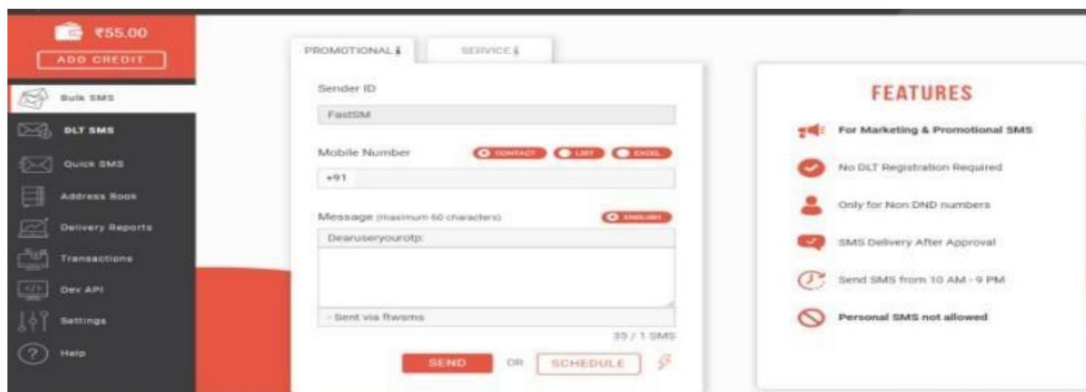 ₹55.00
ADD CREDIT
Bulk SMS
DLT SMS
Quick SMS
Address Book
Delivery Reports
Transactions
Dev API
Settings
Help
PROMOTIONAL
SERVICE
Sender ID
FastSM
Mobile Number
CONTACT
LIST
EXCEL
+91
Message (maximum 60 characters)
ENGLISH
Dearuseryourotp:
- Sent via ftwsms
35 / 1 SMS
SEND OR SCHEDULE
FEATURES
For Marketing & Promotional SMS
No DLT Registration Required
Only for Non DND numbers
SMS Delivery After Approval
Send SMS from 10 AM - 9 PM
Personal SMS not allowed